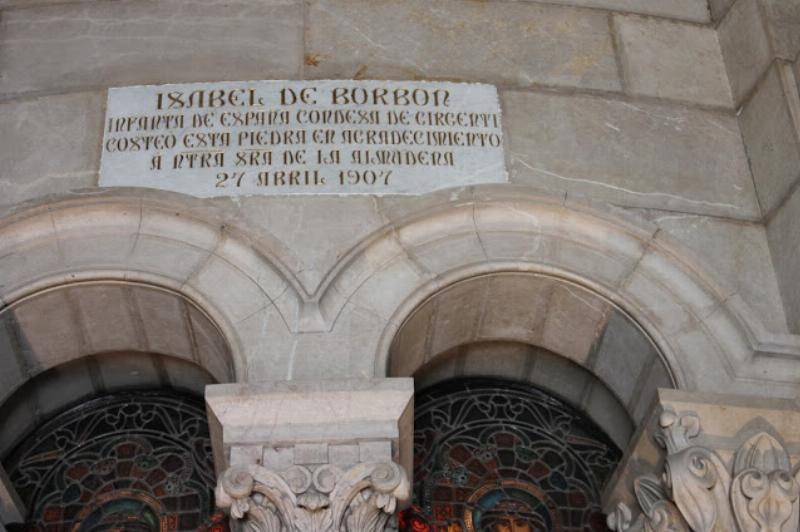 ISABEL DE BORBON
INFANTA DE ESPAÑA CONDESA DE GIRGENTI
COSTEO ESTA PIEDRA EN AGRADECIMIENTO
A NTRA SRA DE LA ALMUDENA
27 ABRIL 1907